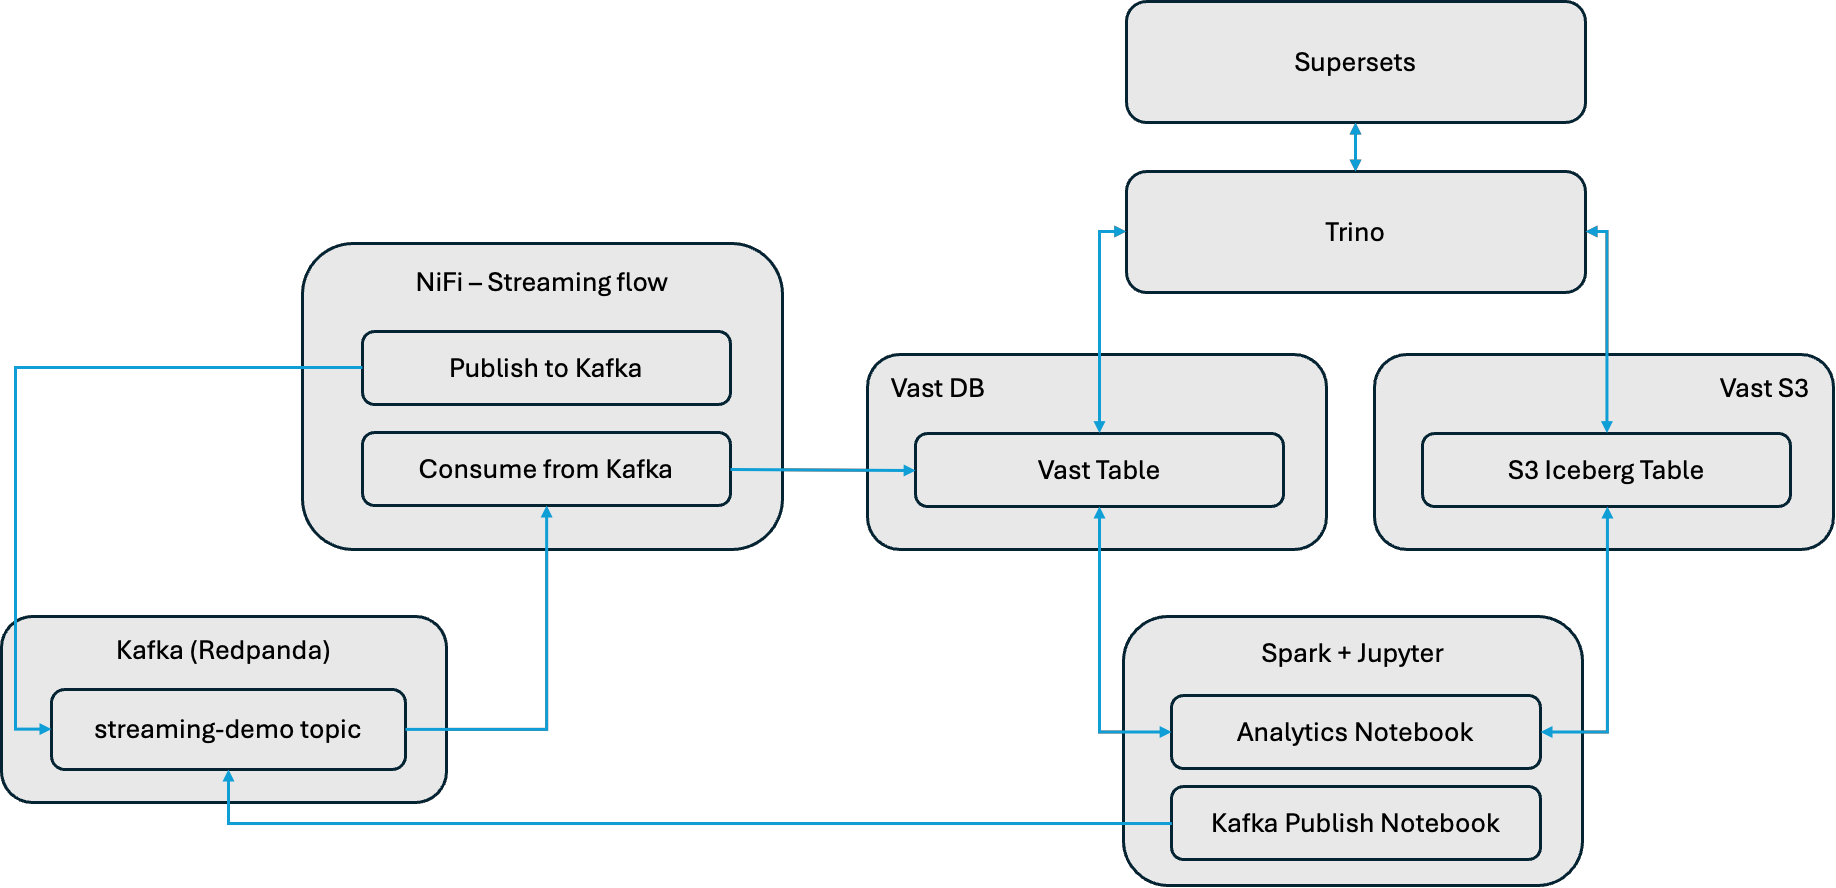 Supersets
Trino
NiFi – Streaming flow
Publish to Kafka
Consume from Kafka
Vast DB
Vast Table
Vast S3
S3 Iceberg Table
Kafka (Redpanda)
streaming-demo topic
Spark + Jupyter
Analytics Notebook
Kafka Publish Notebook